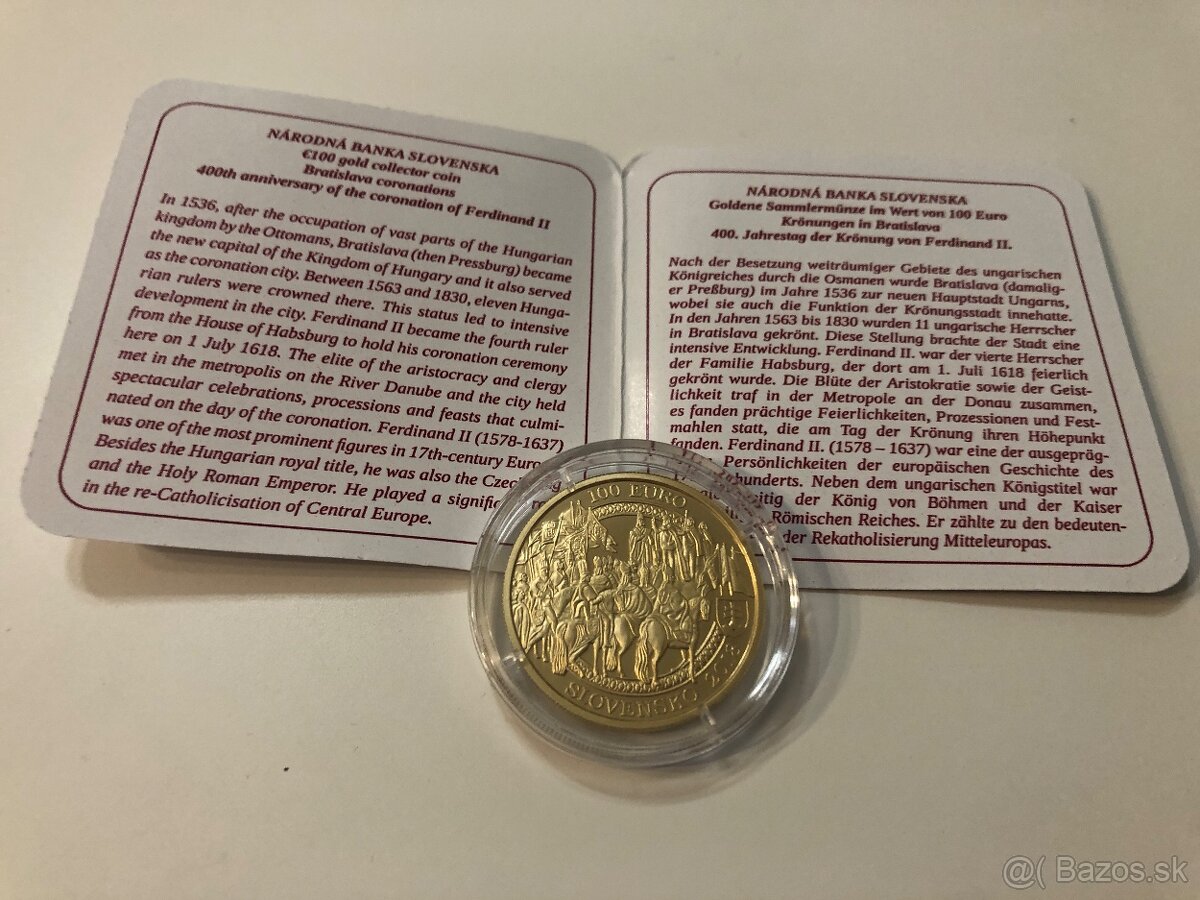 NÁRODNÁ BANKA SLOVENSKA
€100 gold collector coin
Bratislava coronations
400th anniversary of the coronation of Ferdinand II
In 1536, after the occupation of vast parts of the Hungarian
kingdom by the Ottomans, Bratislava (then Pressburg) became
the new capital of the Kingdom of Hungary and it also served
as the coronation city. Between 1563 and 1830, eleven Hunga-
rian rulers were crowned there. This status led to intensive
development in the city. Ferdinand II became the fourth ruler
from the House of Habsburg to hold his coronation ceremony
here on 1 July 1618. The elite of the aristocracy and clergy
met in the metropolis on the River Danube and the city held
spectacular celebrations, processions and feasts that culmi-
nated on the day of the coronation. Ferdinand II (1578-1637)
was one of the most prominent figures in 17th-century Euro
Besides the Hungarian royal title, he was also the Czech
and the Holy Roman Emperor. He played a signific
in the re-Catholicisation of Central Europe.
NÁRODNÁ BANKA SLOVENSKA
Goldene Sammlermünze im Wert von 100 Euro
Krönungen in Bratislava
400. Jahrestag der Krönung von Ferdinand II.
Nach der Besetzung weiträumiger Gebiete des ungarischen
Königreiches durch die Osmanen wurde Bratislava (damalig-
er Preßburg) im Jahre 1536 zur neuen Hauptstadt Ungarns,
wobei sie auch die Funktion der Krönungsstadt innehatte.
In den Jahren 1563 bis 1830 wurden 11 ungarische Herrscher
in Bratislava gekrönt. Diese Stellung brachte der Stadt eine
intensive Entwicklung. Ferdinand II. war der vierte Herrscher
der Familie Habsburg, der dort am 1. Juli 1618 feierlich
gekrönt wurde. Die Blüte der Aristokratie sowie der Geist-
lichkeit traf in der Metropole an der Donau zusammen,
es fanden prächtige Feierlichkeiten, Prozessionen und Fest-
mahlen statt, die am Tag der Krönung ihren Höhepunkt
fanden. Ferdinand II. (1578 – 1637) war eine der ausgepräg-
Persönlichkeiten der europäischen Geschichte des
hunderts. Neben dem ungarischen Königstitel war
eitig der König von Böhmen und der Kaiser
Römischen Reiches. Er zählte zu den bedeuten-
der Rekatholisierung Mitteleuropas.
100 EURO
SLOVENSKO 2018
@( Bazos.sk